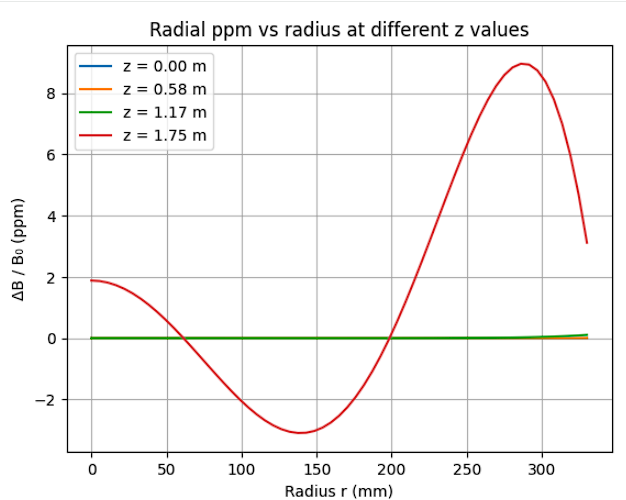 Radial ppm vs radius at different z values
z = 0.00 m
z = 0.58 m
z = 1.17 m
z = 1.75 m
8
6
4
2
0
−2
ΔB / B₀ (ppm)
0 50 100 150 200 250 300
Radius r (mm)